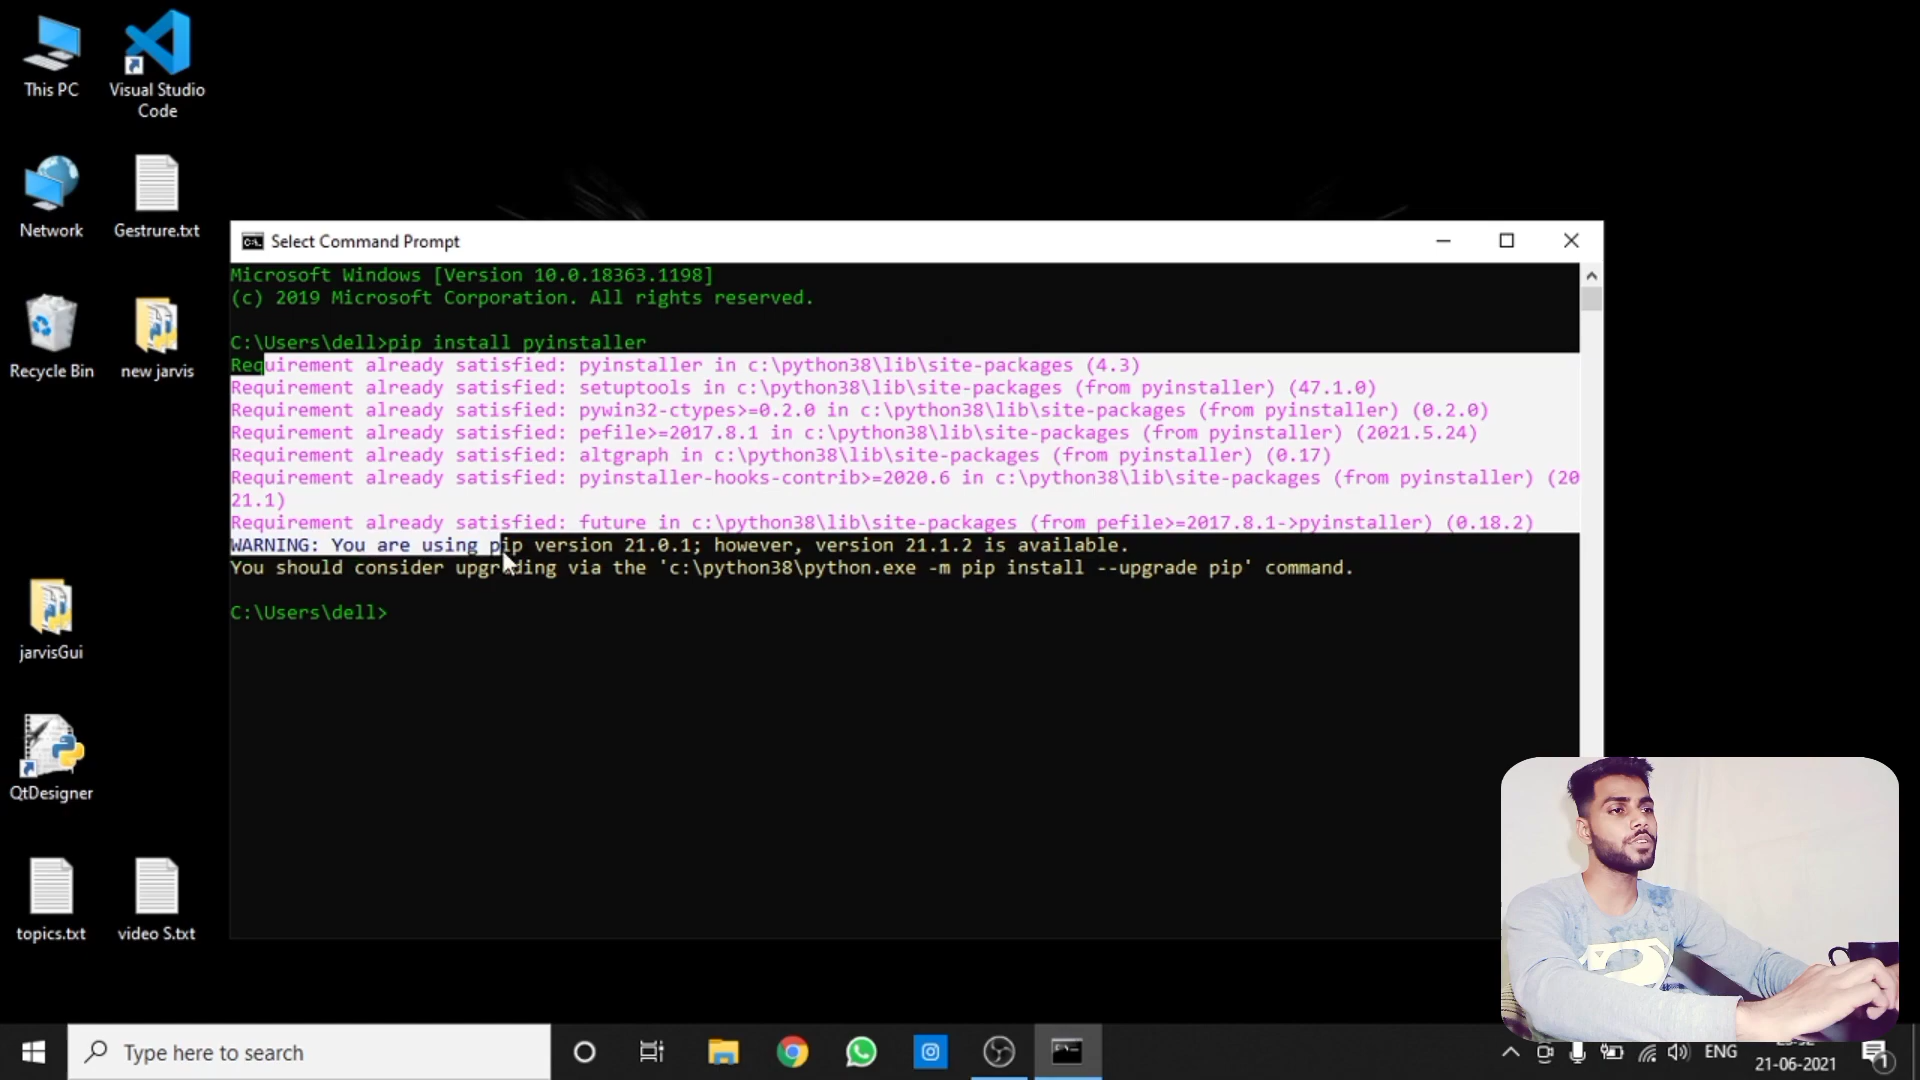 This PC
Visual Studio
Code
Network
Gestrure.txt
Recycle Bin
new jarvis
jarvisGui
QtDesigner
topics.txt
video S.txt
Select Command Prompt
Microsoft Windows [Version 10.0.18363.1198]
(c) 2019 Microsoft Corporation. All rights reserved.
C:\Users\dell>pip install pyinstaller
Requirement already satisfied: pyinstaller in c:\python38\lib\site-packages (4.3)
Requirement already satisfied: setuptools in c:\python38\lib\site-packages (from pyinstaller) (47.1.0)
Requirement already satisfied: pywin32-ctypes>=0.2.0 in c:\python38\lib\site-packages (from pyinstaller) (0.2.0)
Requirement already satisfied: pefile>=2017.8.1 in c:\python38\lib\site-packages (from pyinstaller) (2021.5.24)
Requirement already satisfied: altgraph in c:\python38\lib\site-packages (from pyinstaller) (0.17)
Requirement already satisfied: pyinstaller-hooks-contrib>=2020.6 in c:\python38\lib\site-packages (from pyinstaller) (20
21.1)
Requirement already satisfied: future in c:\python38\lib\site-packages (from pefile>=2017.8.1->pyinstaller) (0.18.2)
WARNING: You are using pip version 21.0.1; however, version 21.1.2 is available.
You should consider upgrading via the 'c:\python38\python.exe -m pip install --upgrade pip' command.
C:\Users\dell>
Type here to search
ENG
21-06-2021
1